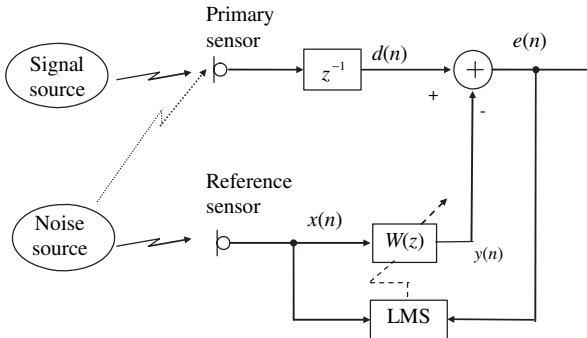 Primary
sensor
Signal
source
z⁻¹
d(n)
e(n)
+
+
-
Reference
sensor
Noise
source
x(n)
W(z)
y(n)
LMS